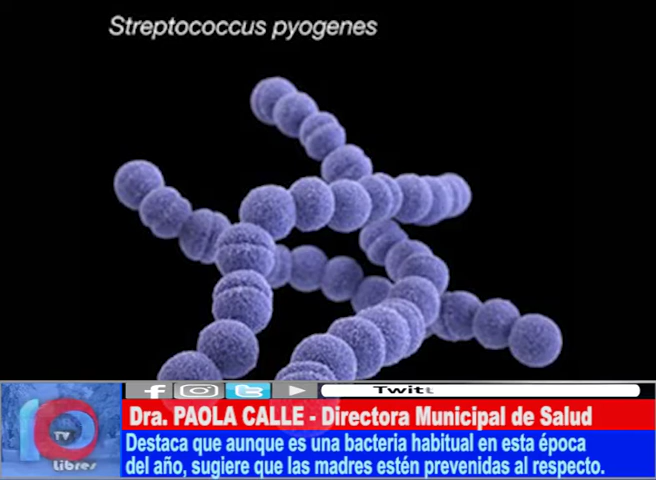 Streptococcus pyogenes
Twitt
Dra. PAOLA CALLE - Directora Municipal de Salud
Destaca que aunque es una bacteria habitual en esta época
del año, sugiere que las madres estén prevenidas al respecto.
TV
Libres